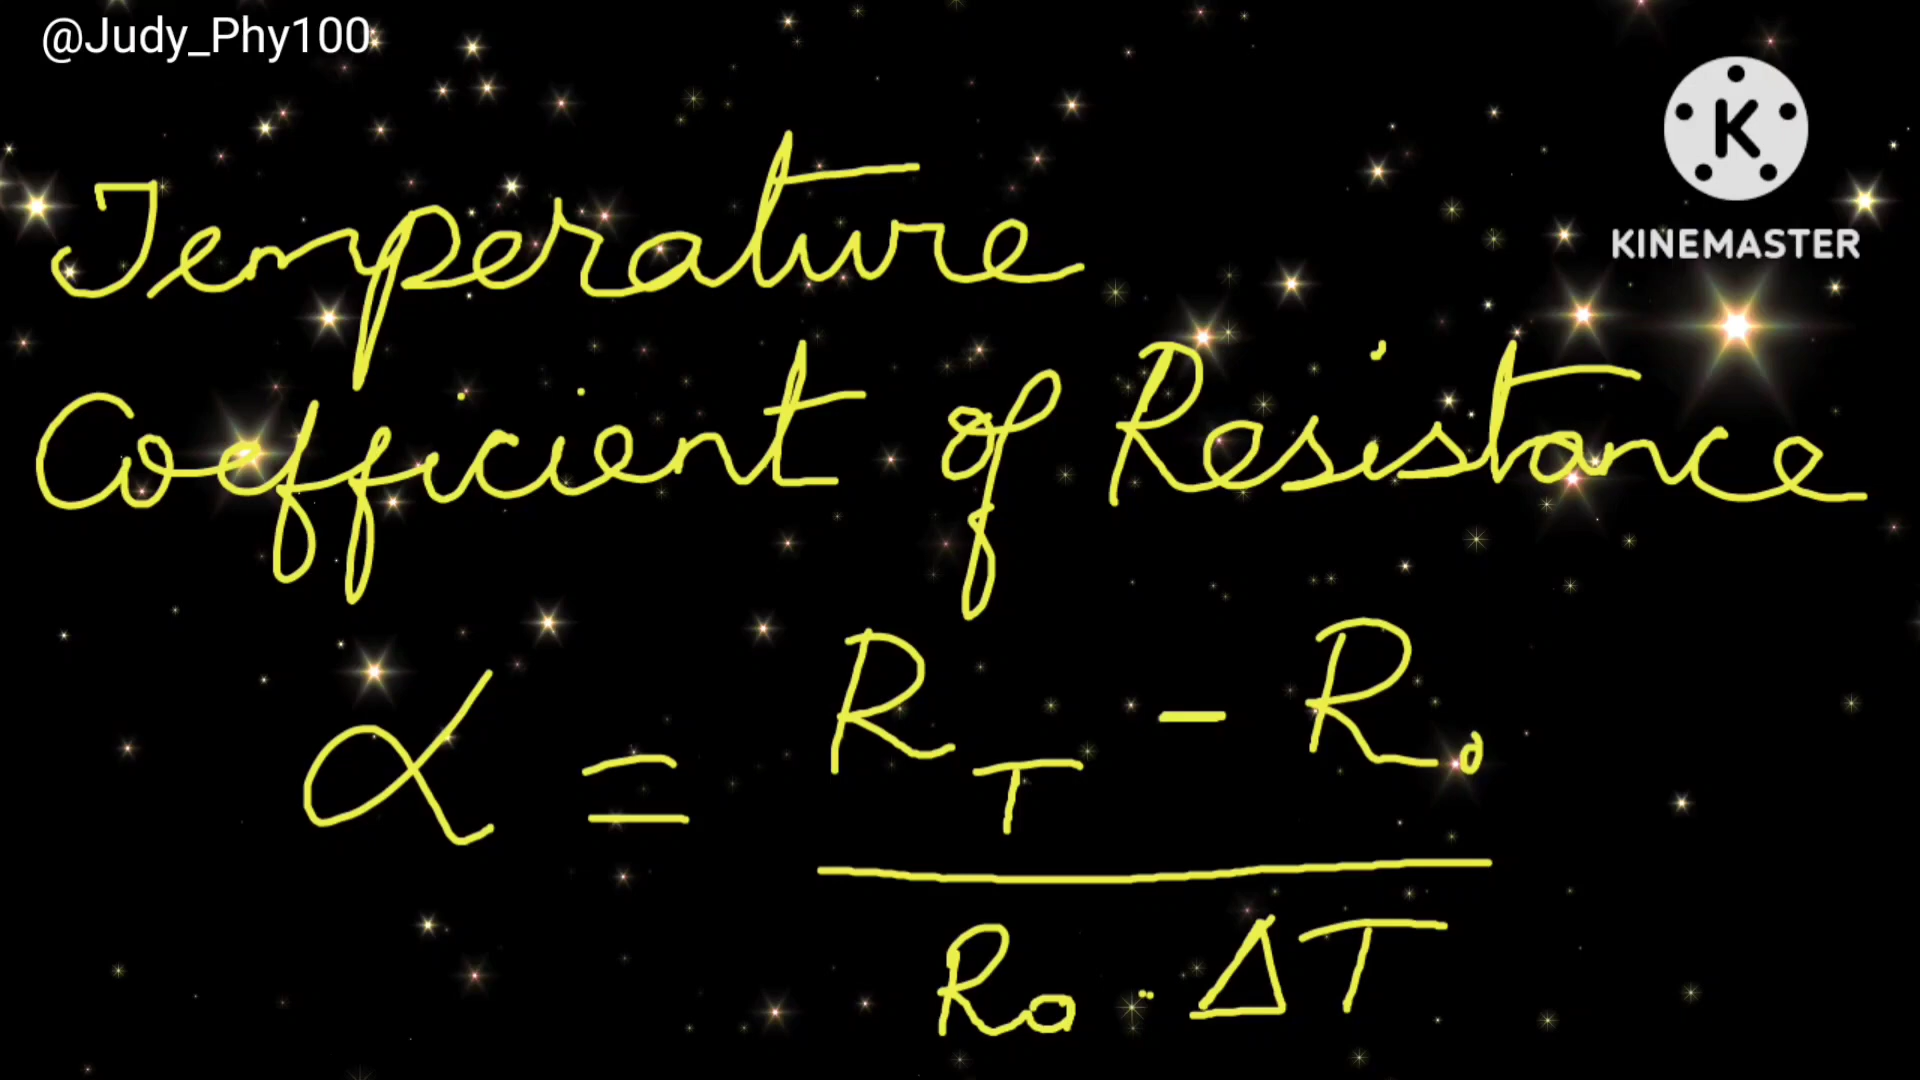 @Judy_Phy100
K
KINEMASTER
Temperature
Coefficient of Resistance
α = R_T - R_0
R_0 · ΔT